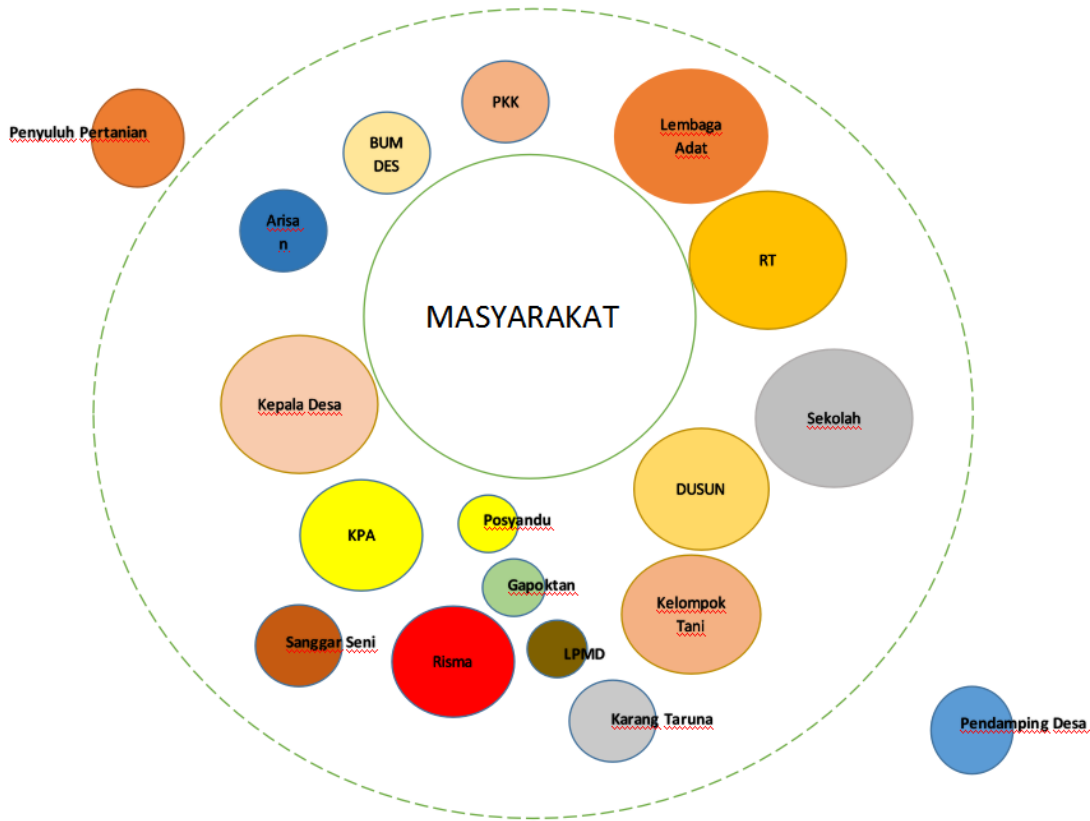 PKK
Lembaga
Adat
Penyuluh Pertanian
BUM
DES
Arisa
n
RT
MASYARAKAT
Kepala Desa
Sekolah
DUSUN
KPA
Posyandu
Gapoktan
Kelompok
Tani
Sanggar Seni
Risma
LPMD
Karang Taruna
Pendamping Desa